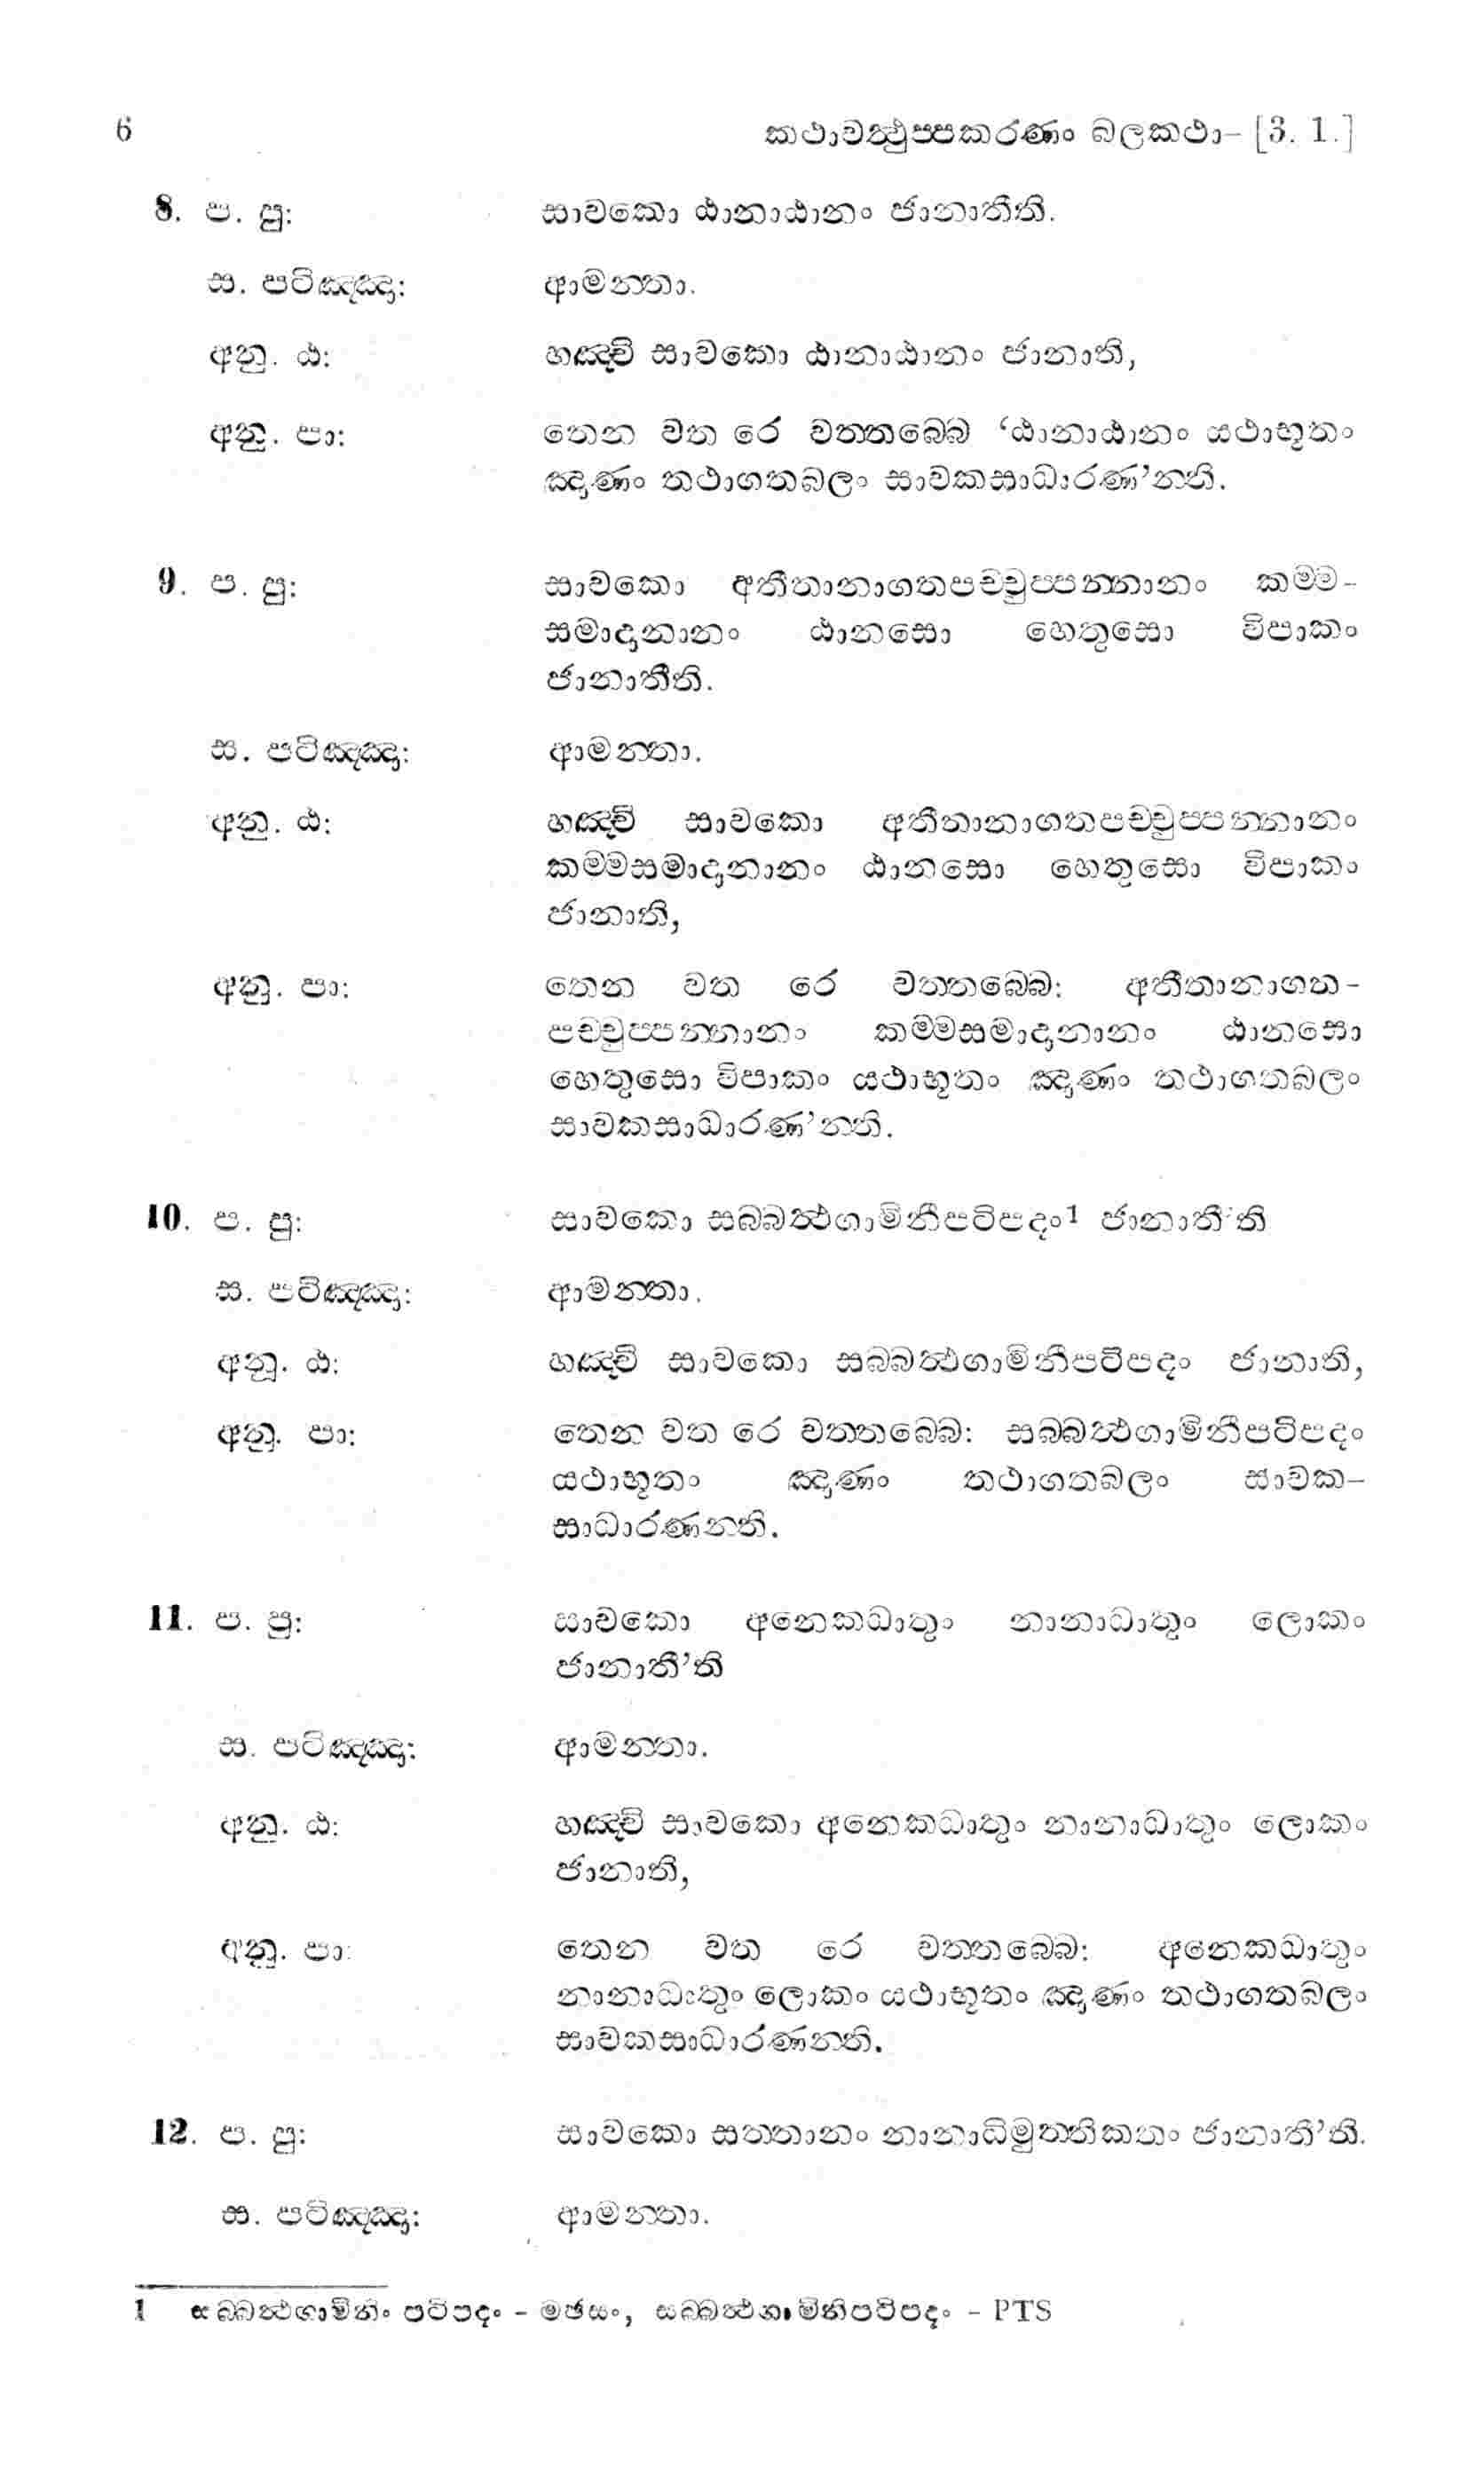 6 කථාවත්ථුප්පකරණං බලකථා– [3. 1.]
8. ප. පු: සාවකො ඨානාඨානං ජානාතීති.
ස. පටිඤ්ඤා: ආමන්තා.
අනු. ඨ: හඤ්චි සාවකො ඨානාඨානං ජානාති,
අනු. පා: තෙන වත රෙ වත්තබ්බෙ ‘ඨානාඨානං යථාභූතං
ඤාණං තථාගතබලං සාවකසාධාරණ’න්ති.
9. ප. පු: සාවකො අතීතානාගතපච්චුප්පන්නානං කම්ම-
සමාදානානං ඨානසො හෙතුසො විපාකං
ජානාතීති.
ස. පටිඤ්ඤා: ආමන්තා.
අනු. ඨ: හඤ්චි සාවකො අතීතානාගතපච්චුප්පන්නානං
කම්මසමාදානානං ඨානසො හෙතුසො විපාකං
ජානාති,
අනු. පා: තෙන වත රෙ වත්තබ්බෙ: අතීතානාගත-
පච්චුප්පන්නානං කම්මසමාදානානං ඨානසො
හෙතුසො විපාකං යථාභූතං ඤාණං තථාගතබලං
සාවකසාධාරණ’න්ති.
10. ප. පු: සාවකො සබ්බත්ථගාමිනීපටිපදං1 ජානාතී’ති
ස. පටිඤ්ඤා: ආමන්තා.
අනු. ඨ: හඤ්චි සාවකො සබ්බත්ථගාමිනීපටිපදං ජානාති,
අනු. පා: තෙන වත රෙ වත්තබ්බෙ: සබ්බත්ථගාමිනීපටිපදං
යථාභූතං ඤාණං තථාගතබලං සාවක–
සාධාරණන්ති.
11. ප. පු: සාවකො අනෙකධාතුං නානාධාතුං ලොකං
ජානාතී’ති
ස. පටිඤ්ඤා: ආමන්තා.
අනු. ඨ: හඤ්චි සාවකො අනෙකධාතුං නානාධාතුං ලොකං
ජානාති,
අනු. පා: තෙන වත රෙ වත්තබ්බෙ: අනෙකධාතුං
නානාධාතුං ලොකං යථාභූතං ඤාණං තථාගතබලං
සාවකසාධාරණන්ති.
12. ප. පු: සාවකො සත්තානං නානාධිමුත්තිකතං ජානාතී’ති.
ස. පටිඤ්ඤා: ආමන්තා.
1 සබ්බත්ථගාමිනිං පටිපදං – මඡසං, සබ්බත්ථගාමිනිපටිපදං – PTS